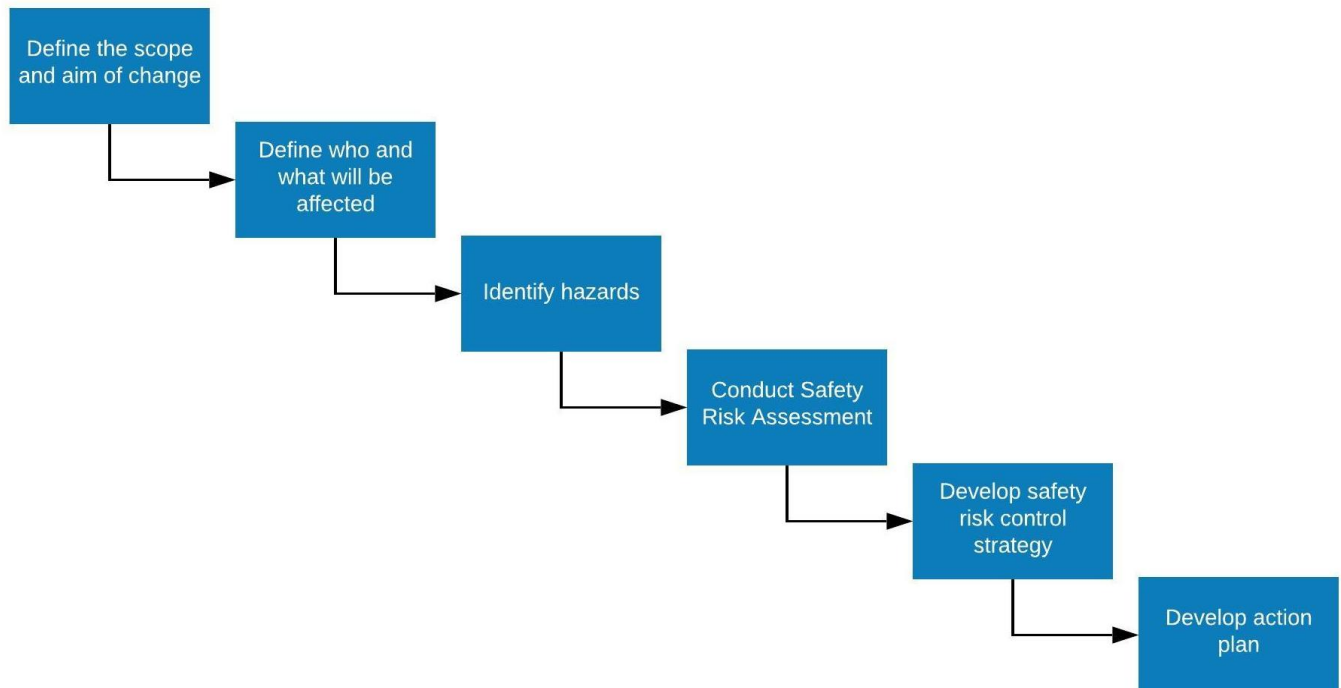 Define the scope
and aim of change
Define who and
what will be
affected
Identify hazards
Conduct Safety
Risk Assessment
Develop safety
risk control
strategy
Develop action
plan